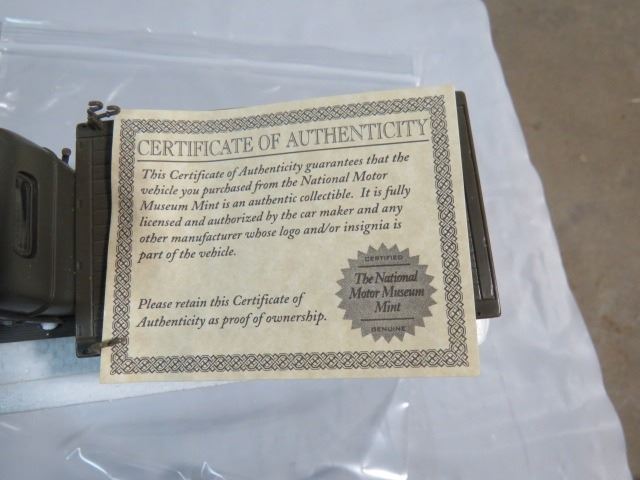 CERTIFICATE OF AUTHENTICITY
This Certificate of Authenticity guarantees that the
vehicle you purchased from the National Motor
Museum Mint is an authentic collectible. It is fully
licensed and authorized by the car maker and any
other manufacturer whose logo and/or insignia is
part of the vehicle.
Please retain this Certificate of
Authenticity as proof of ownership.
CERTIFIED
The National
Motor Museum
Mint
GENUINE